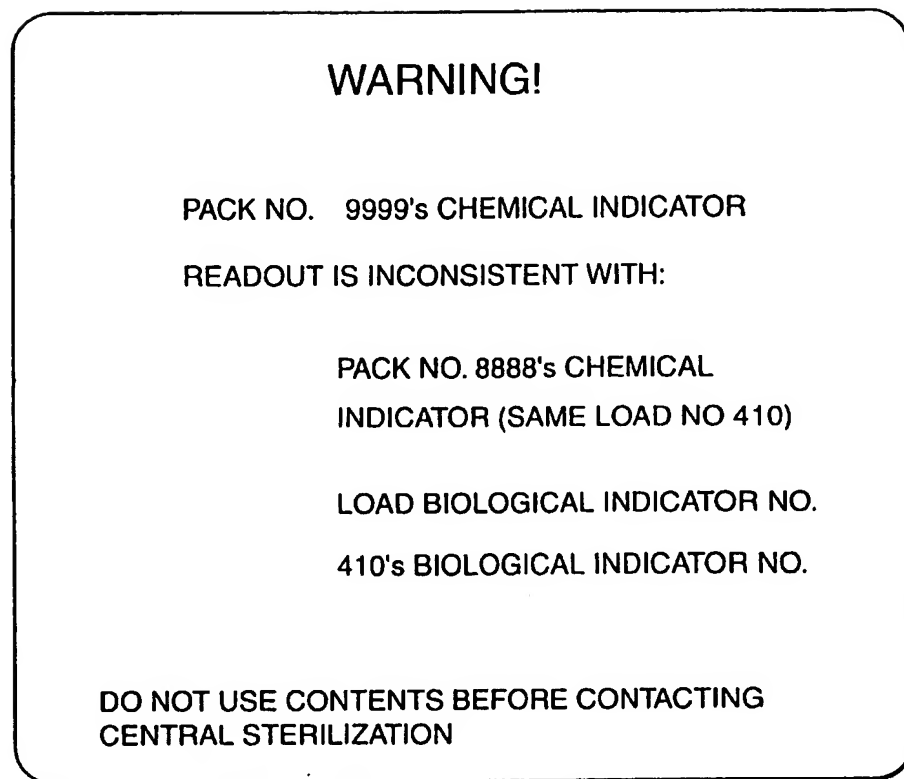 WARNING!
PACK NO. 9999's CHEMICAL INDICATOR
READOUT IS INCONSISTENT WITH:
PACK NO. 8888's CHEMICAL
INDICATOR (SAME LOAD NO 410)
LOAD BIOLOGICAL INDICATOR NO.
410's BIOLOGICAL INDICATOR NO.
DO NOT USE CONTENTS BEFORE CONTACTING
CENTRAL STERILIZATION